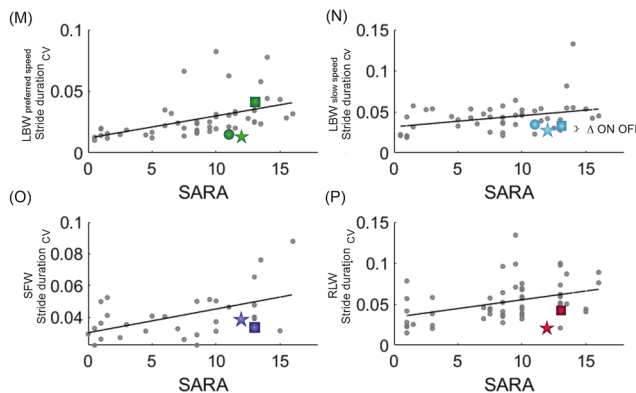 (M)
0.1
0.05
0
0 5 10 15
SARA
LBW preferred speed
Stride duration CV
(N)
0.15
0.1
0.05
0
0 5 10 15
SARA
LBW slow speed
Stride duration CV
Δ ON OFF
(O)
0.1
0.08
0.06
0.04
0 5 10 15
SARA
SFW
Stride duration CV
(P)
0.15
0.1
0.05
0
0 5 10 15
SARA
RLW
Stride duration CV